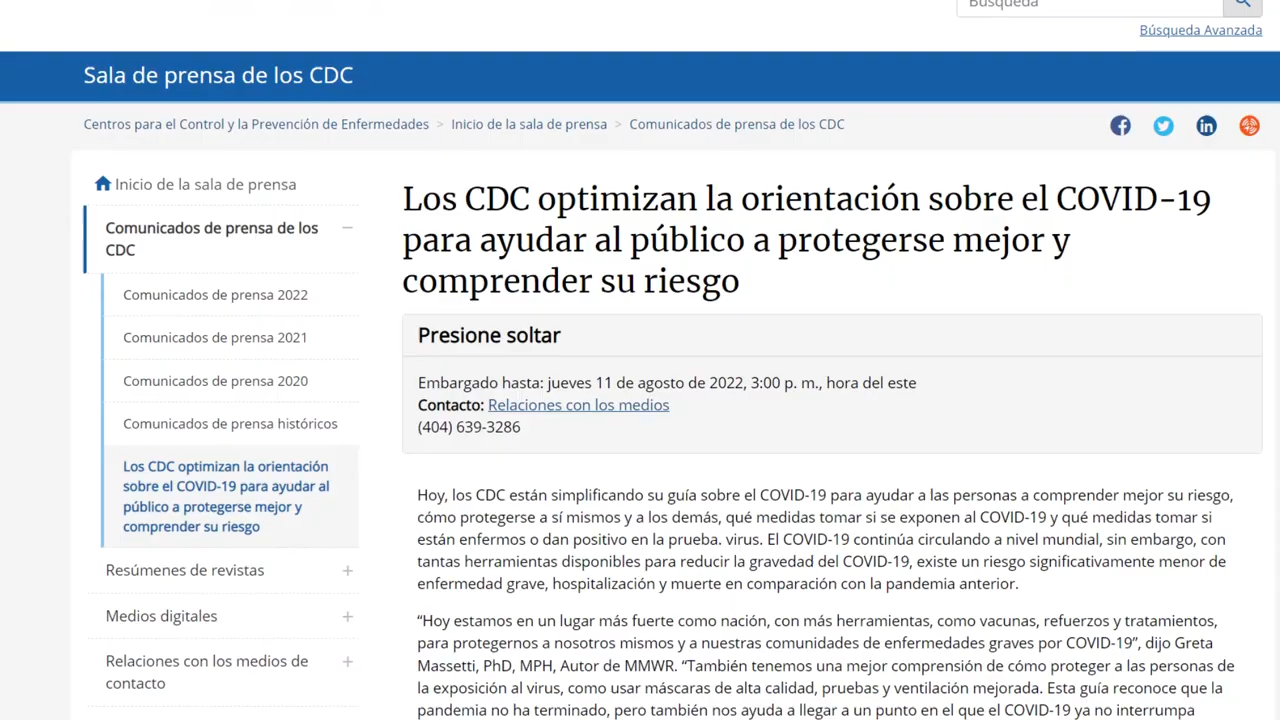 Búsqueda
Búsqueda Avanzada
Sala de prensa de los CDC
Centros para el Control y la Prevención de Enfermedades > Inicio de la sala de prensa > Comunicados de prensa de los CDC
Inicio de la sala de prensa
Comunicados de prensa de los
CDC
Comunicados de prensa 2022
Comunicados de prensa 2021
Comunicados de prensa 2020
Comunicados de prensa históricos
Los CDC optimizan la orientación
sobre el COVID-19 para ayudar al
público a protegerse mejor y
comprender su riesgo
Resúmenes de revistas
Medios digitales
Relaciones con los medios de
contacto
Los CDC optimizan la orientación sobre el COVID-19
para ayudar al público a protegerse mejor y
comprender su riesgo
Presione soltar
Embargado hasta: jueves 11 de agosto de 2022, 3:00 p. m., hora del este
Contacto: Relaciones con los medios
(404) 639-3286
Hoy, los CDC están simplificando su guía sobre el COVID-19 para ayudar a las personas a comprender mejor su riesgo,
cómo protegerse a sí mismos y a los demás, qué medidas tomar si se exponen al COVID-19 y qué medidas tomar si
están enfermos o dan positivo en la prueba. virus. El COVID-19 continúa circulando a nivel mundial, sin embargo, con
tantas herramientas disponibles para reducir la gravedad del COVID-19, existe un riesgo significativamente menor de
enfermedad grave, hospitalización y muerte en comparación con la pandemia anterior.
“Hoy estamos en un lugar más fuerte como nación, con más herramientas, como vacunas, refuerzos y tratamientos,
para protegernos a nosotros mismos y a nuestras comunidades de enfermedades graves por COVID-19”, dijo Greta
Massetti, PhD, MPH, Autor de MMWR. “También tenemos una mejor comprensión de cómo proteger a las personas de
la exposición al virus, como usar máscaras de alta calidad, pruebas y ventilación mejorada. Esta guía reconoce que la
pandemia no ha terminado, pero también nos ayuda a llegar a un punto en el que el COVID-19 ya no interrumpa